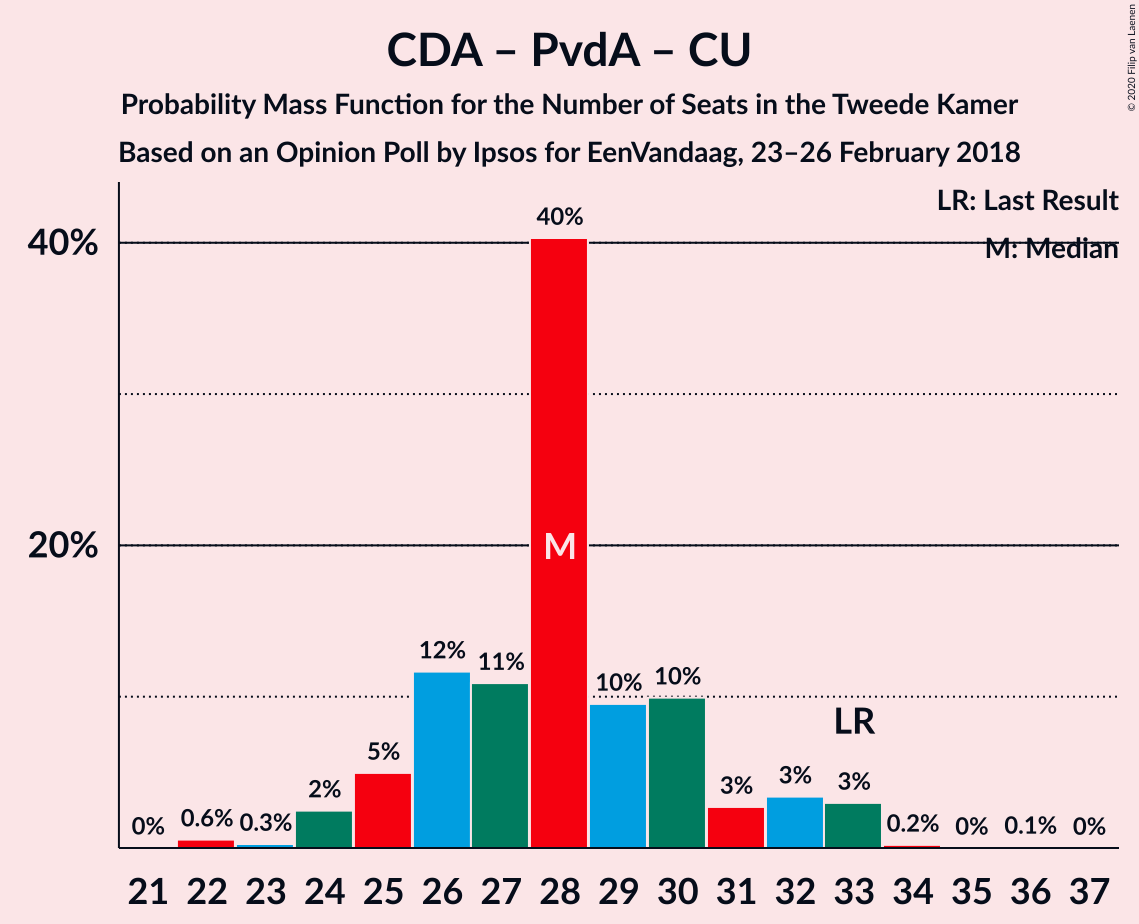 CDA – PvdA – CU
Probability Mass Function for the Number of Seats in the Tweede Kamer
Based on an Opinion Poll by Ipsos for EenVandaag, 23–26 February 2018
© 2020 Filip van Laenen
LR: Last Result
M: Median
40%
20%
0% 0.6% 0.3% 2% 5% 12% 11% 40% 10% 10% 3% 3% 3% 0.2% 0% 0.1% 0%
M
LR
21 22 23 24 25 26 27 28 29 30 31 32 33 34 35 36 37